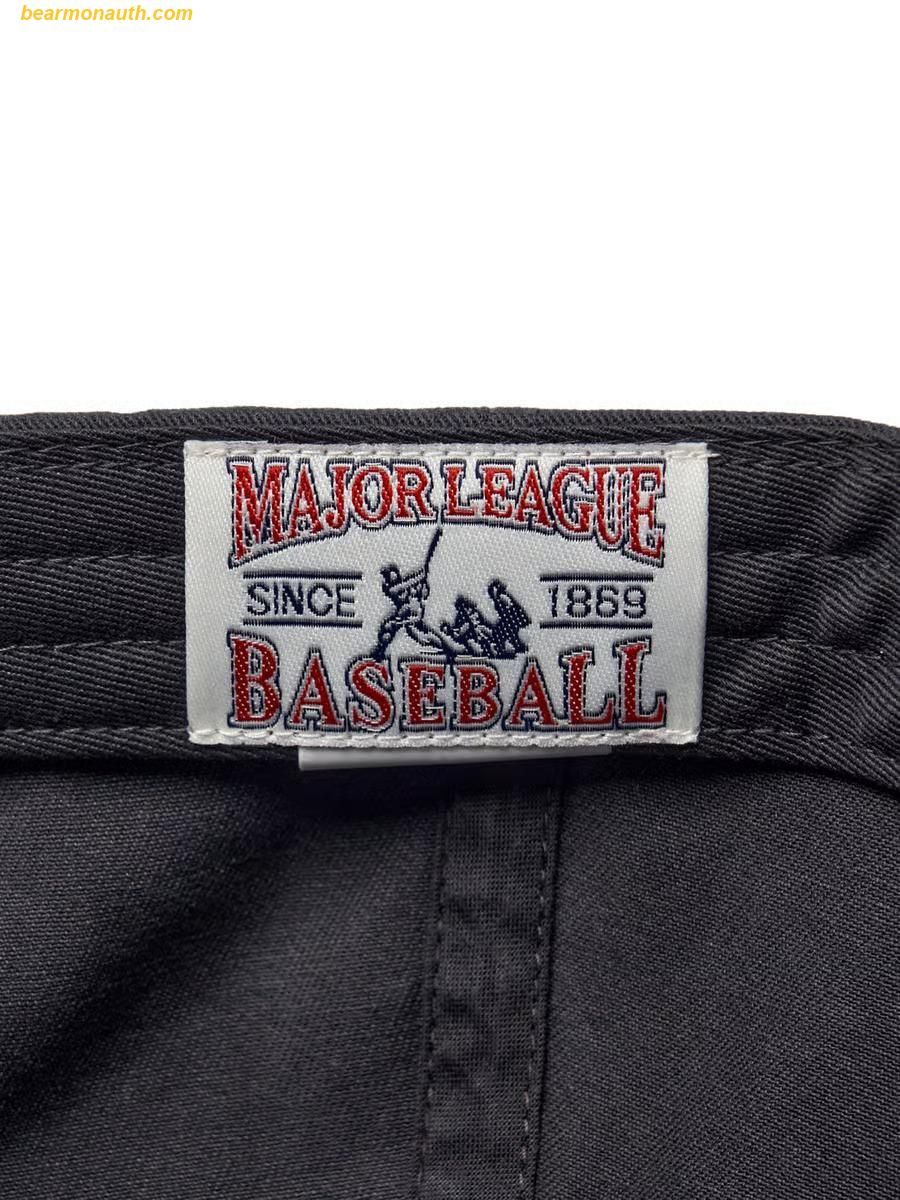 bearmonauth.com
MAJOR LEAGUE
SINCE 1869
BASEBALL